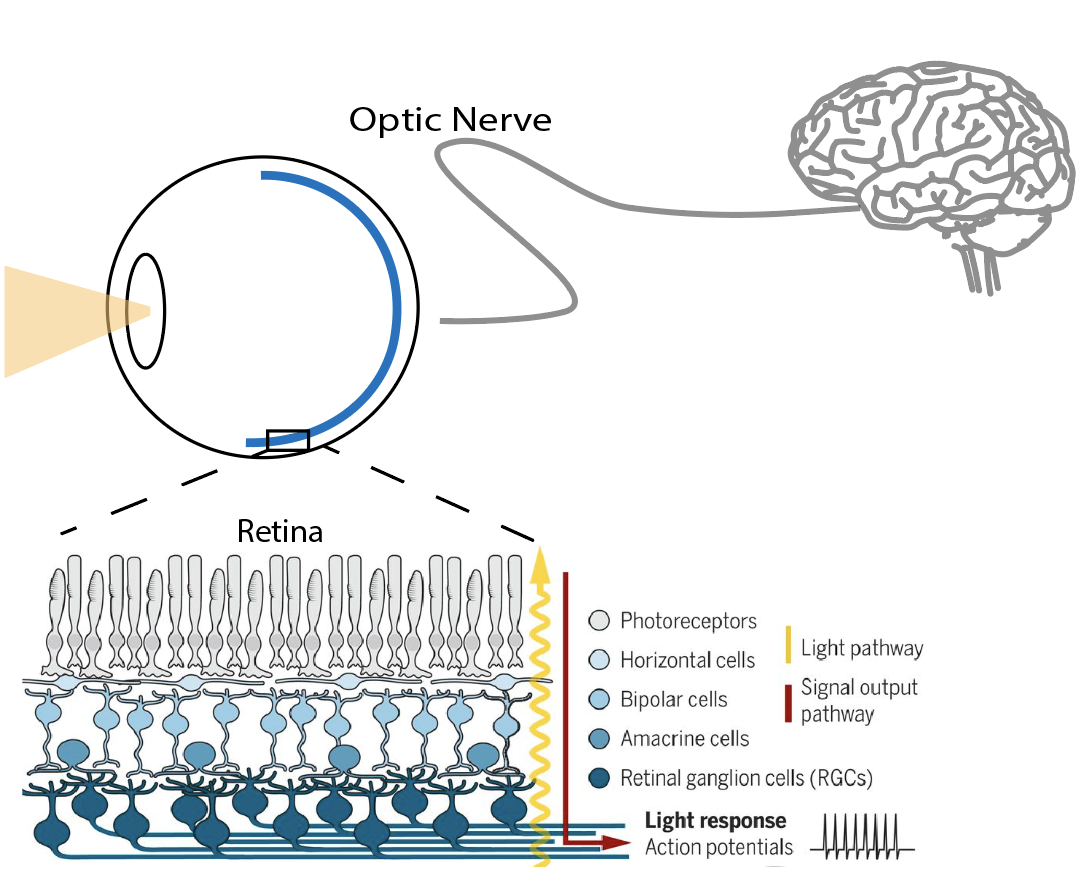 Optic Nerve
Retina
Photoreceptors
Horizontal cells
Bipolar cells
Amacrine cells
Retinal ganglion cells (RGCs)
Light pathway
Signal output
pathway
Light response
Action potentials